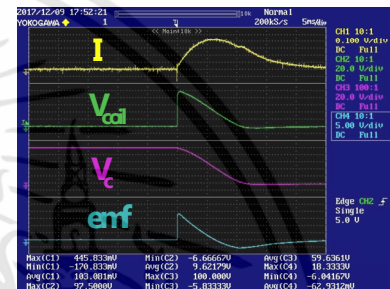 2017/12/09 17:52:21 10k Normal
YOKOGAWA 1 200kS/s 5ms/div
<< Main:10k >>
CH1 10:1
0.100 V/div
DC Full
CH2 10:1
20.0 V/div
DC Full
CH3 100:1
20.0 V/div
DC Full
CH4 10:1
5.00 V/div
DC Full
I
Vcoil
Vc
emf
Edge CH2
Single
5.0 V
Max(C1) 445.833mV Min(C2) -6.66667V Avg(C3) 59.6361V
Min(C1) -170.833mV Avg(C2) 9.62179V Max(C4) 18.3333V
Avg(C1) 103.081mV Max(C3) 100.000V Min(C4) -6.04167V
Max(C2) 97.5000V Min(C3) -5.83333V Avg(C4) -62.9312mV